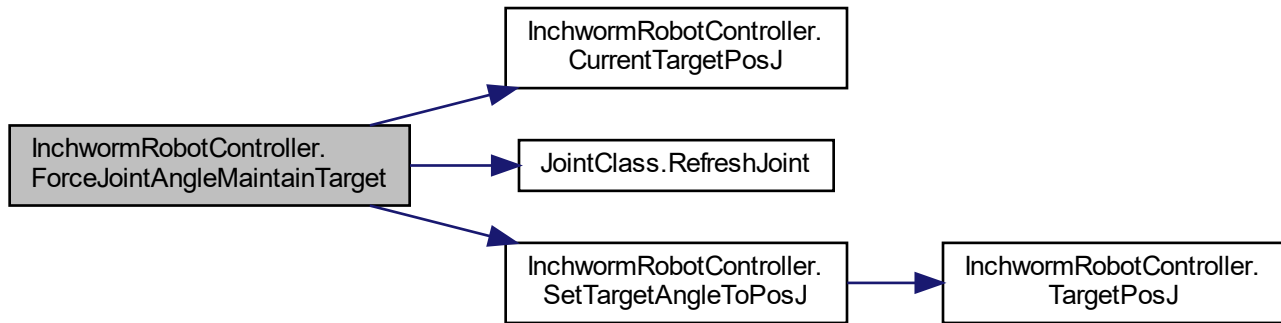 InchwormRobotController.
CurrentTargetPosJ
InchwormRobotController.
ForceJointAngleMaintainTarget
JointClass.RefreshJoint
InchwormRobotController.
SetTargetAngleToPosJ
InchwormRobotController.
TargetPosJ